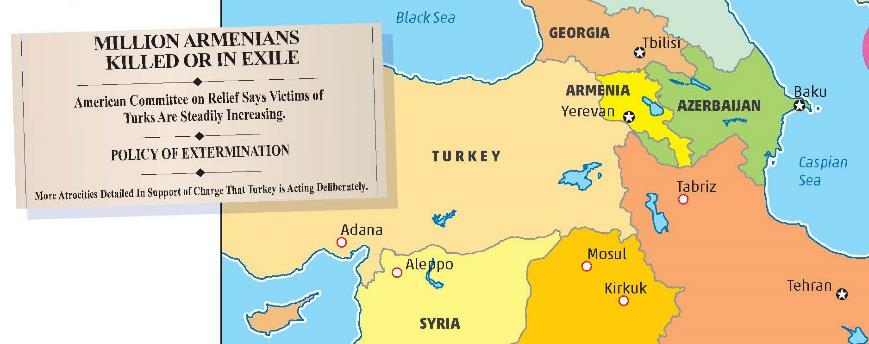 MILLION ARMENIANS
KILLED OR IN EXILE
American Committee on Relief Says Victims of
Turks Are Steadily Increasing.
POLICY OF EXTERMINATION
More Atrocities Detailed In Support of Charge That Turkey is Acting Deliberately.
Black Sea
GEORGIA
Tbilisi
ARMENIA
Yerevan
AZERBAIJAN
Baku
Caspian
Sea
TURKEY
Tabriz
Adana
Aleppo
Mosul
Kirkuk
Tehran
SYRIA